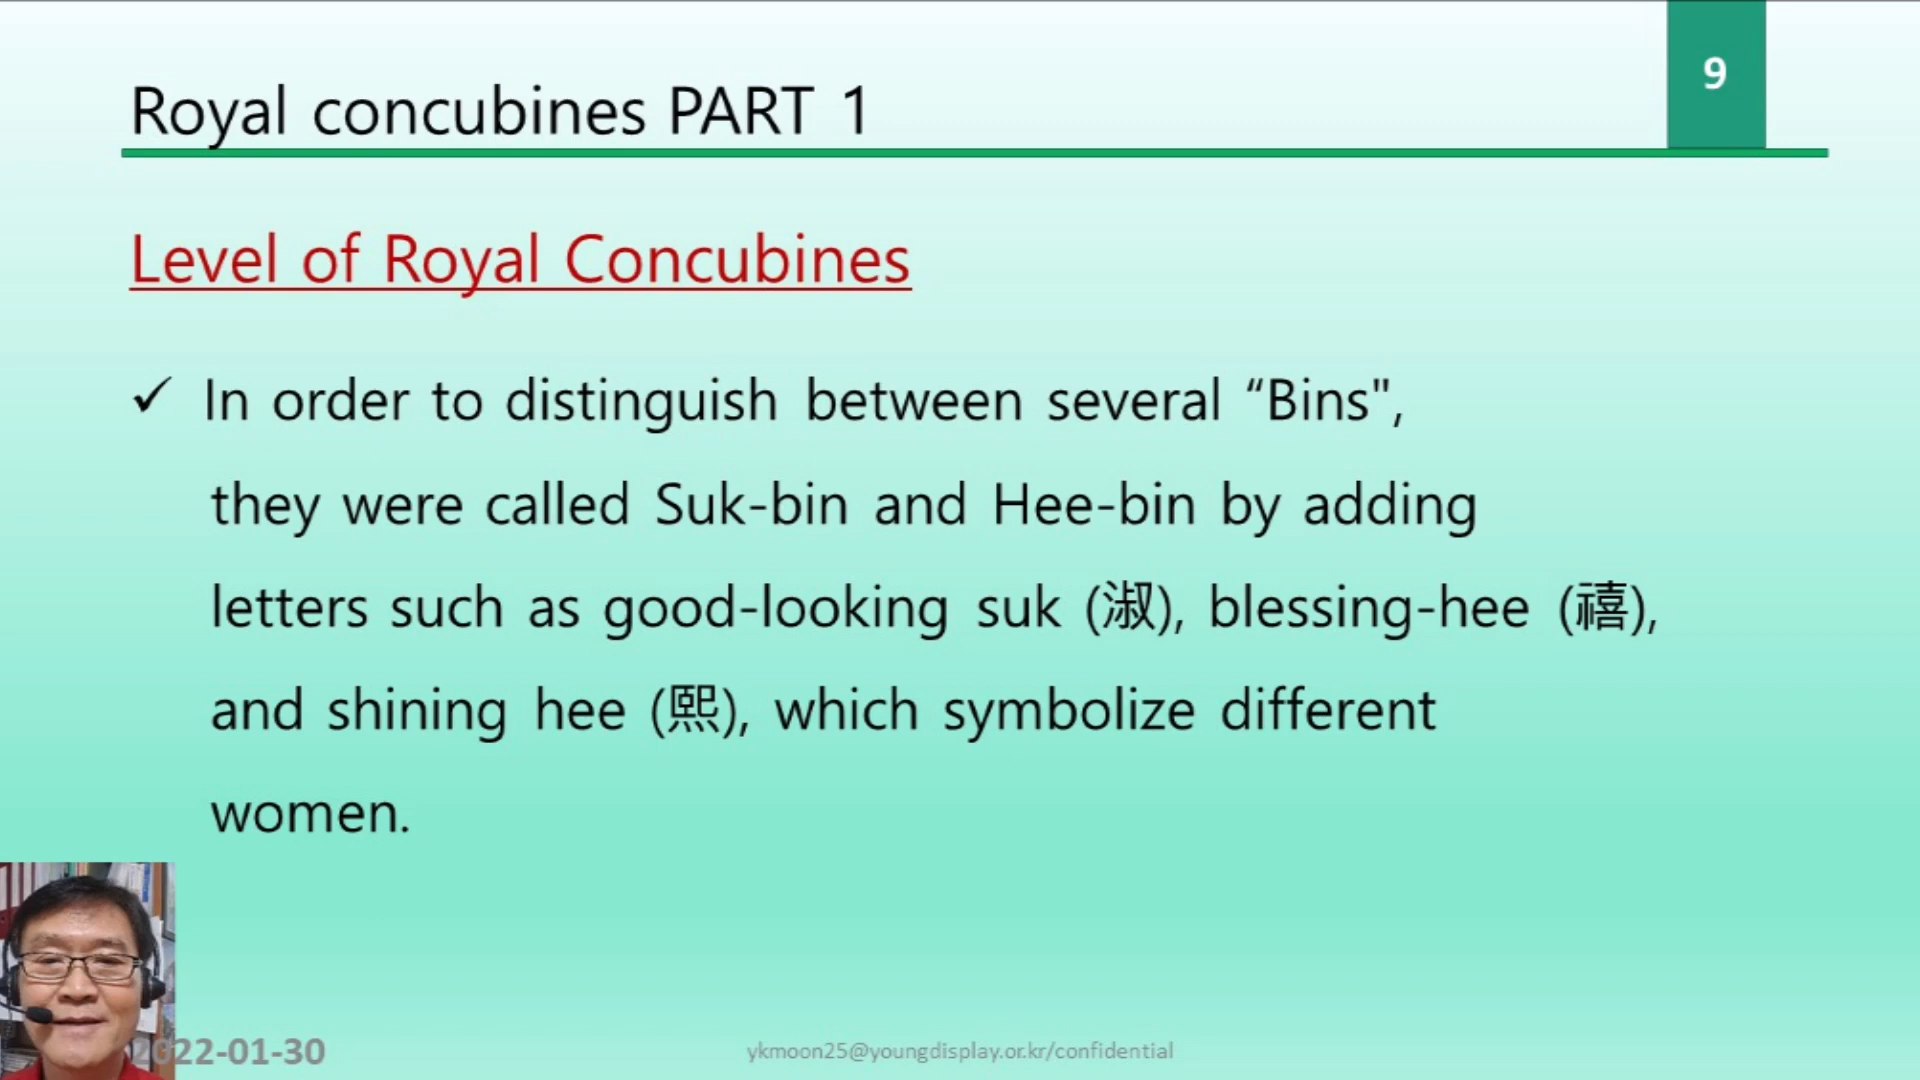 9
Royal concubines PART 1
Level of Royal Concubines
✓ In order to distinguish between several “Bins",
they were called Suk-bin and Hee-bin by adding
letters such as good-looking suk (淑), blessing-hee (禧),
and shining hee (熙), which symbolize different
women.
2022-01-30
ykmoon25@youngdisplay.or.kr/confidential